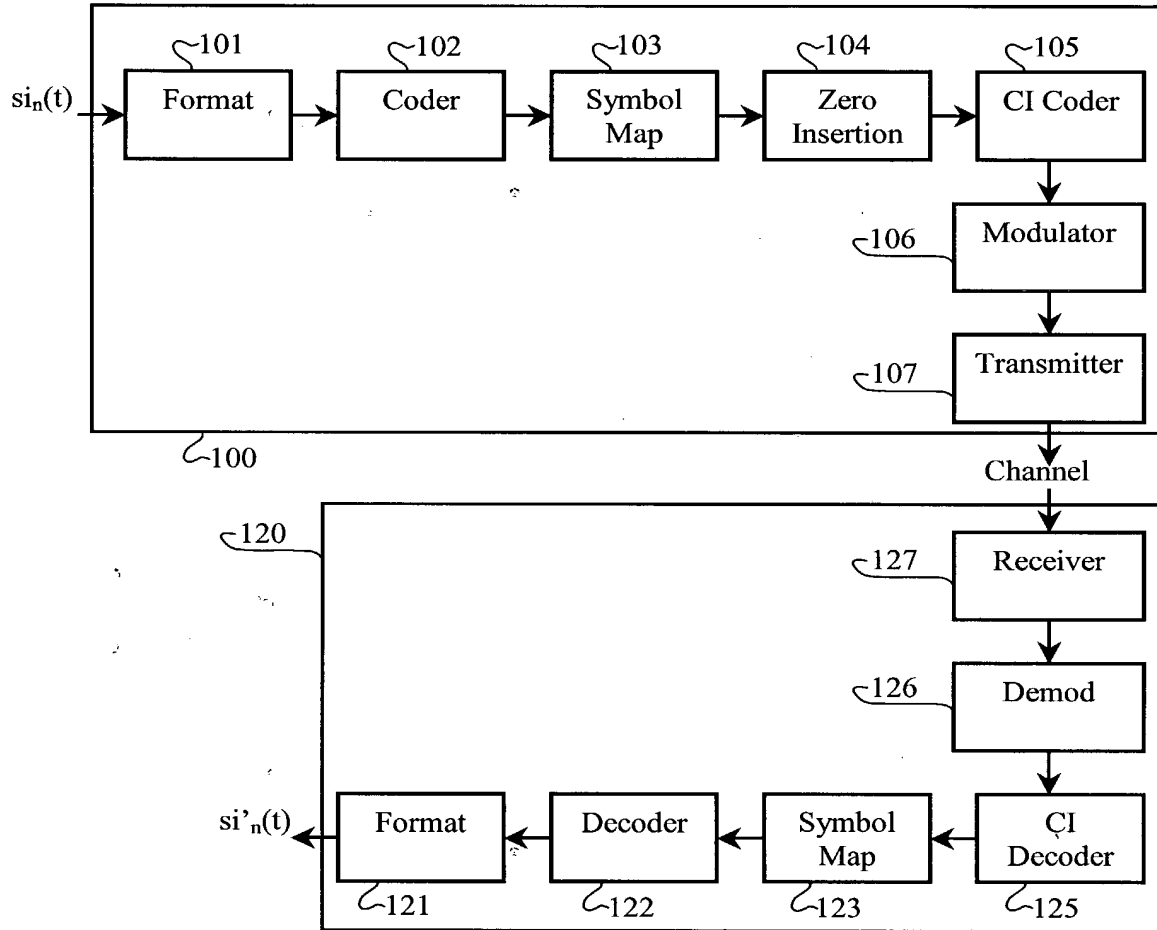 101
102
103
104
105
si_n(t)
Format
Coder
Symbol
Map
Zero
Insertion
CI Coder
106
Modulator
107
Transmitter
100
Channel
120
127
Receiver
126
Demod
si'_n(t)
Format
Decoder
Symbol
Map
CI
Decoder
121
122
123
125